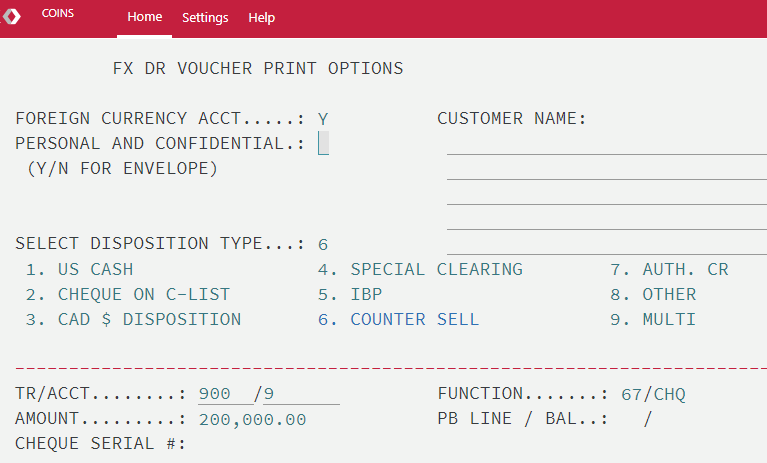 COINS Home Settings Help
FX DR VOUCHER PRINT OPTIONS
FOREIGN CURRENCY ACCT.....: Y CUSTOMER NAME:
PERSONAL AND CONFIDENTIAL.:
(Y/N FOR ENVELOPE)
SELECT DISPOSITION TYPE...: 6
1. US CASH 4. SPECIAL CLEARING 7. AUTH. CR
2. CHEQUE ON C-LIST 5. IBP 8. OTHER
3. CAD $ DISPOSITION 6. COUNTER SELL 9. MULTI
TR/ACCT........: 900 /9 FUNCTION.......: 67/CHQ
AMOUNT.........: 200,000.00 PB LINE / BAL..: /
CHEQUE SERIAL #: